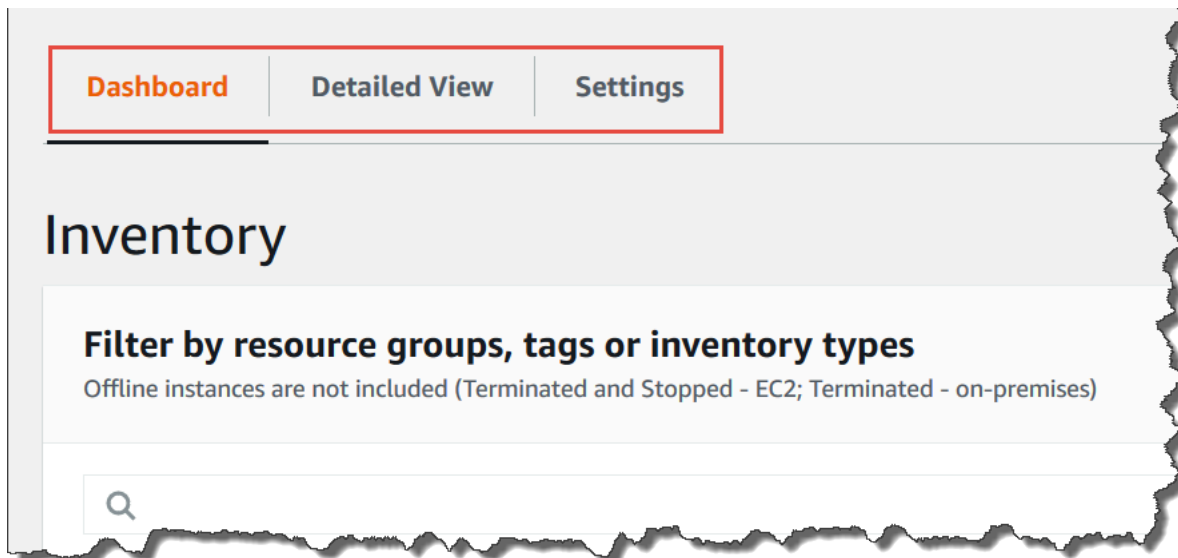 Dashboard Detailed View Settings
Inventory
Filter by resource groups, tags or inventory types
Offline instances are not included (Terminated and Stopped - EC2; Terminated - on-premises)